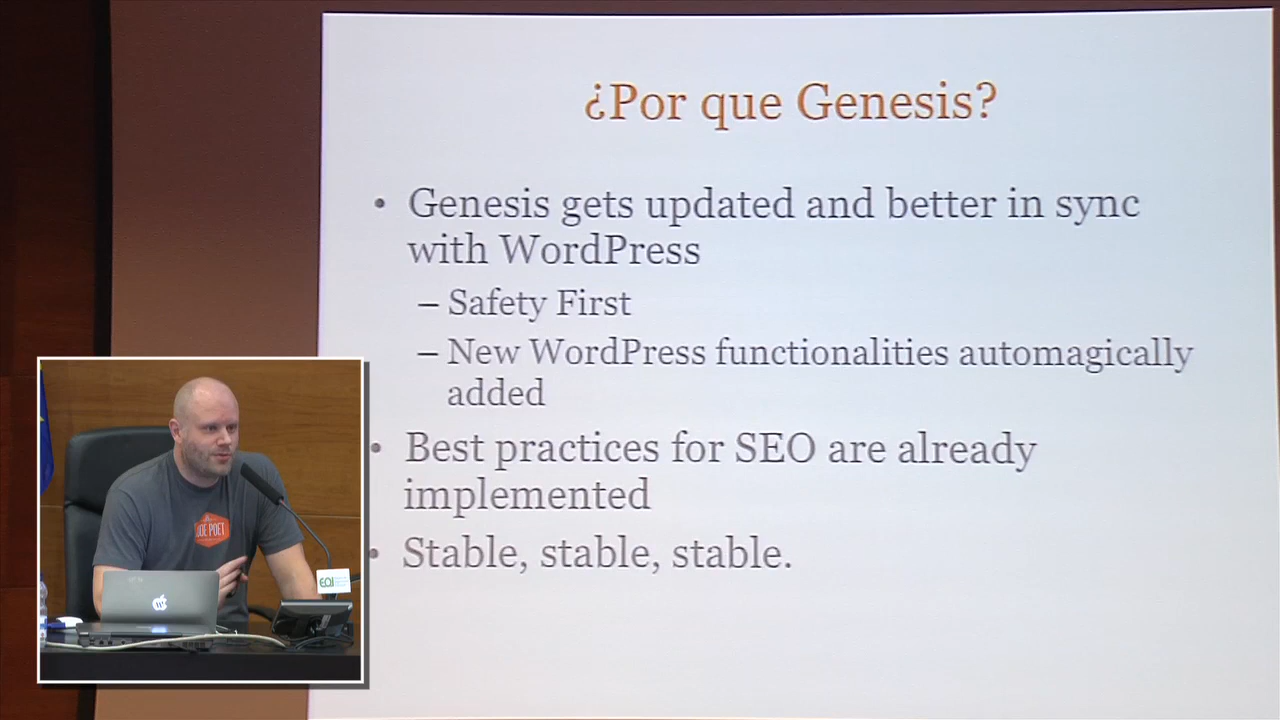 ¿Por que Genesis?
• Genesis gets updated and better in sync
with WordPress
– Safety First
– New WordPress functionalities automagically
added
• Best practices for SEO are already
implemented
• Stable, stable, stable.
CODE POET
EOI